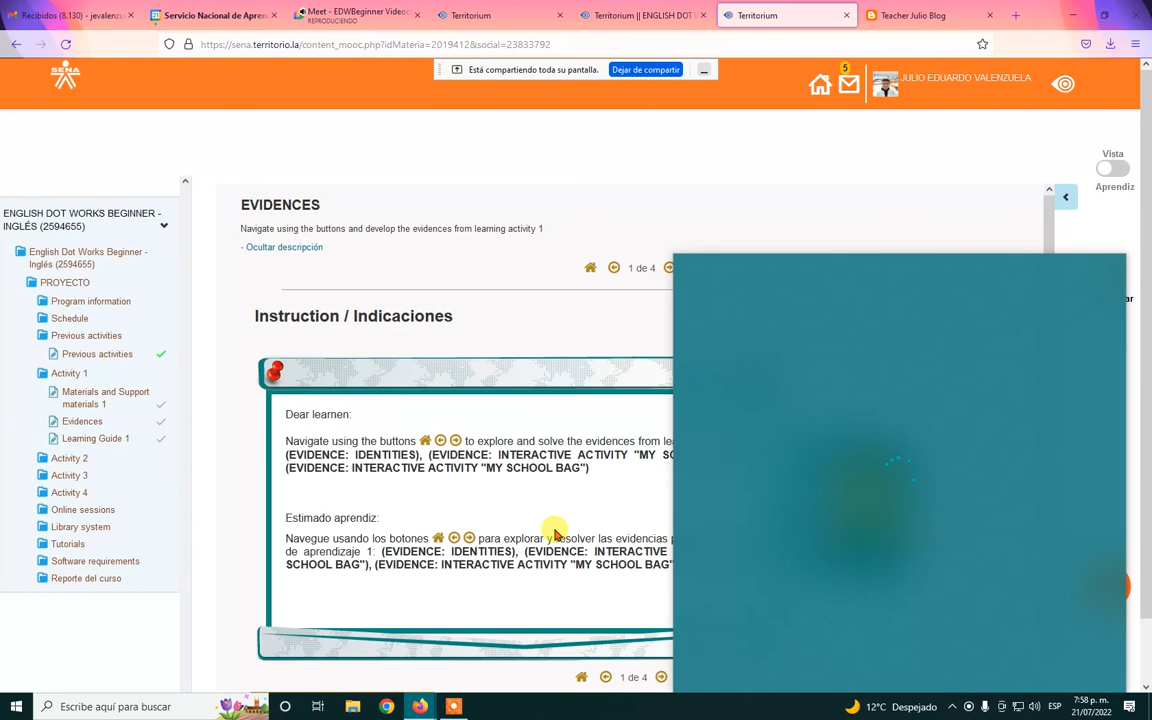 Recibidos (8.130) - jevalenzu
Servicio Nacional de Apren
Meet - EDWBeginner Videoc
REPRODUCIENDO
Territorium
Territorium || ENGLISH DOT W
Territorium
Teacher Julio Blog
https://sena.territorio.la/content_mooc.php?idMateria=2019412&social=23833792
Está compartiendo toda su pantalla.
Dejar de compartir
SENA
5
JULIO EDUARDO VALENZUELA
Vista
Aprendiz
ENGLISH DOT WORKS BEGINNER -
INGLÉS (2594655)
English Dot Works Beginner -
Inglés (2594655)
PROYECTO
Program information
Schedule
Previous activities
Previous activities
Activity 1
Materials and Support
materials 1
Evidences
Learning Guide 1
Activity 2
Activity 3
Activity 4
Online sessions
Library system
Tutorials
Software requirements
Reporte del curso
EVIDENCES
Navigate using the buttons and develop the evidences from learning activity 1
- Ocultar descripción
1 de 4
Instruction / Indicaciones
Dear learnen:
Navigate using the buttons to explore and solve the evidences from lea
(EVIDENCE: IDENTITIES), (EVIDENCE: INTERACTIVE ACTIVITY "MY SC
(EVIDENCE: INTERACTIVE ACTIVITY "MY SCHOOL BAG")
Estimado aprendiz:
Navegue usando los botones para explorar y resolver las evidencias p
de aprendizaje 1: (EVIDENCE: IDENTITIES), (EVIDENCE: INTERACTIVE
SCHOOL BAG"), (EVIDENCE: INTERACTIVE ACTIVITY "MY SCHOOL BAG"
1 de 4
ar
Escribe aquí para buscar
12°C Despejado
ESP
7:58 p. m.
21/07/2022